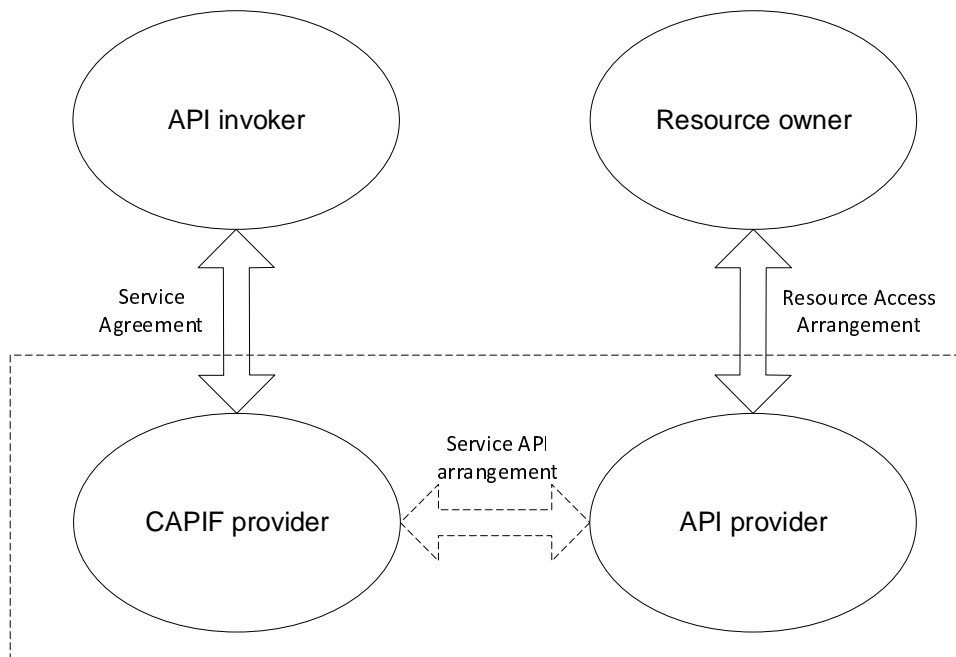 API invoker
Resource owner
Service
Agreement
Resource Access
Arrangement
Service API
arrangement
CAPIF provider
API provider